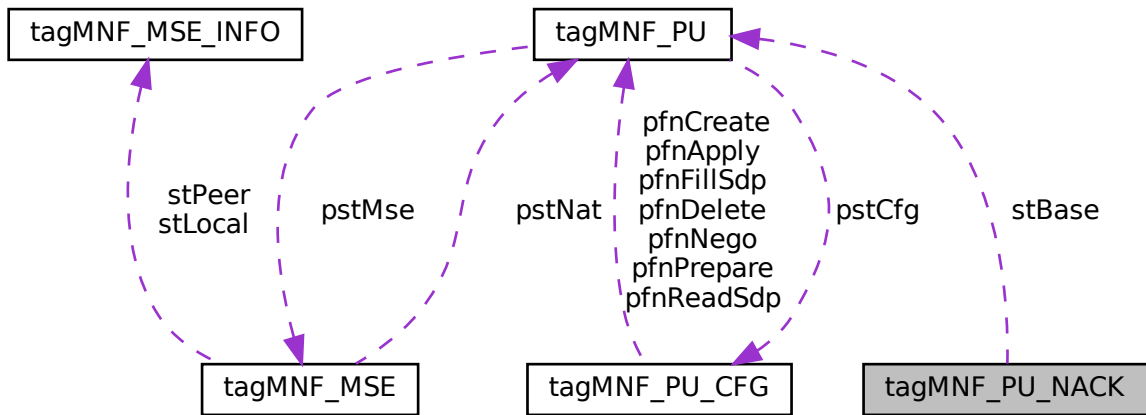 tagMNF_MSE_INFO
tagMNF_PU
pfnCreate
pfnApply
pfnFillSdp
pfnDelete
pfnNego
pfnPrepare
pfnReadSdp
stPeer
stLocal
pstMse
pstNat
pstCfg
stBase
tagMNF_MSE
tagMNF_PU_CFG
tagMNF_PU_NACK